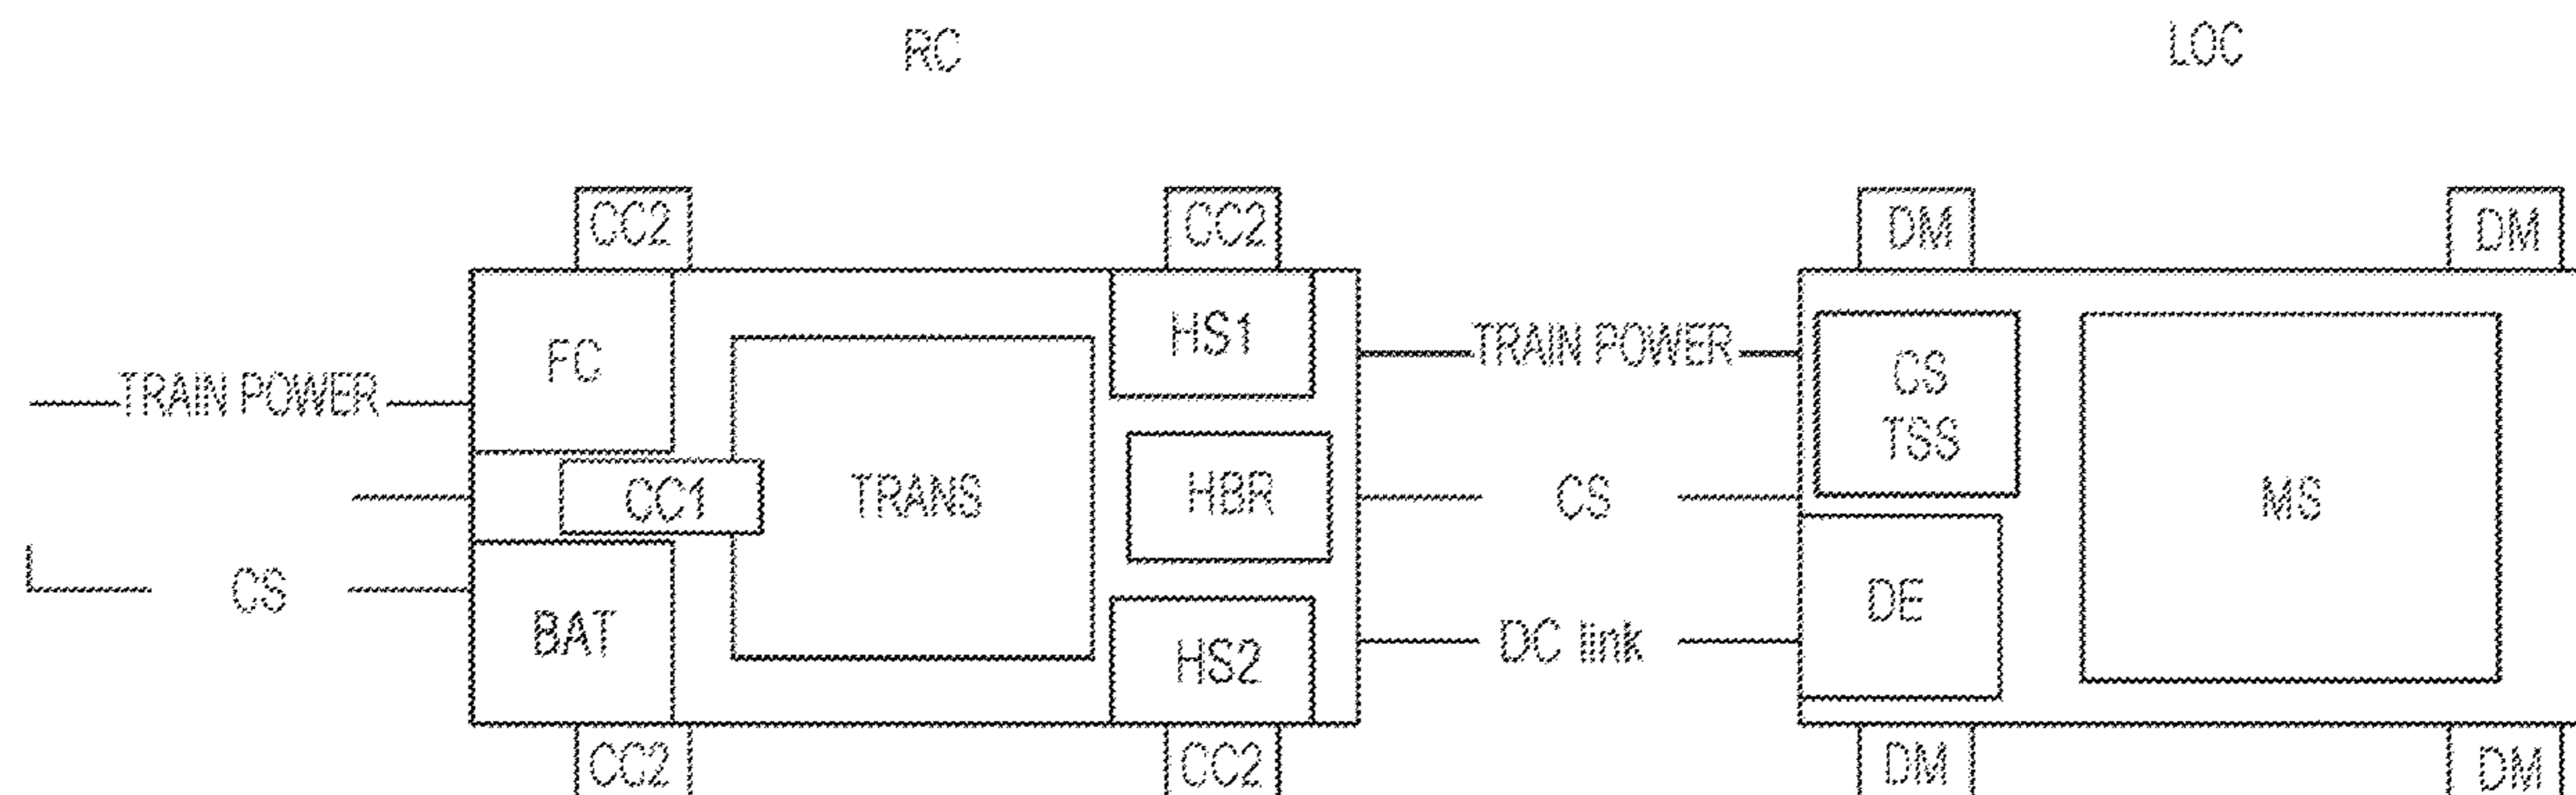 RC
LOC
CC2
CC2
DM
DM
FC
HS1
TRAIN POWER
TRAIN POWER
CS
TSS
CC1
TRANS
HBR
CS
MS
CS
BAT
HS2
DC link
DE
CC2
CC2
DM
DM